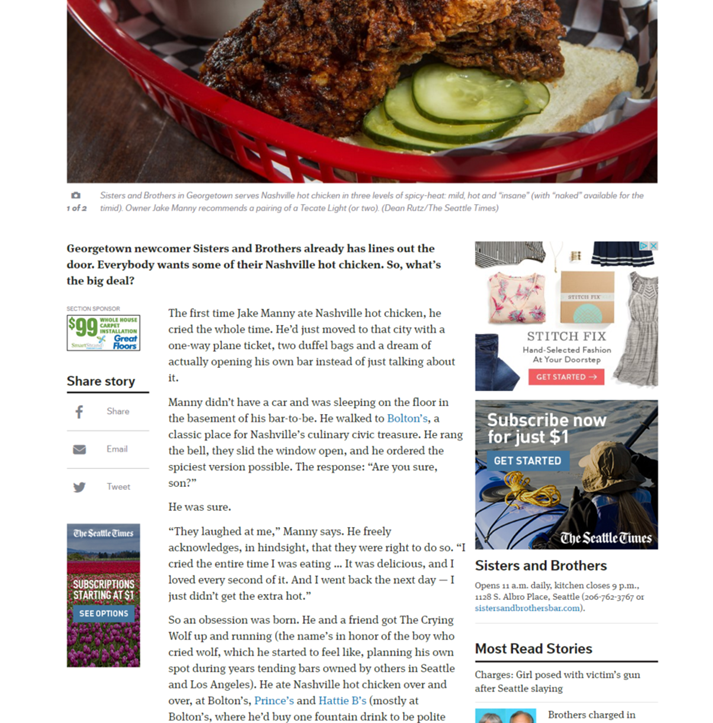 1 of 2
Sisters and Brothers in Georgetown serves Nashville hot chicken in three levels of spicy-heat: mild, hot and "insane" (with "naked" available for the
timid). Owner Jake Manny recommends a pairing of a Tecate Light (or two). (Dean Rutz/The Seattle Times)
Georgetown newcomer Sisters and Brothers already has lines out the
door. Everybody wants some of their Nashville hot chicken. So, what's
the big deal?
SECTION SPONSOR
$99 WHOLE HOUSE
CARPET
INSTALLATION
Great
Floors
Share story
Share
Email
Tweet
The Seattle Times
SUBSCRIPTIONS
STARTING AT $1
SEE OPTIONS
The first time Jake Manny ate Nashville hot chicken, he
cried the whole time. He'd just moved to that city with a
one-way plane ticket, two duffel bags and a dream of
actually opening his own bar instead of just talking about
it.
Manny didn't have a car and was sleeping on the floor in
the basement of his bar-to-be. He walked to Bolton's, a
classic place for Nashville's culinary civic treasure. He rang
the bell, they slid the window open, and he ordered the
spiciest version possible. The response: "Are you sure,
son?"
He was sure.
"They laughed at me," Manny says. He freely
acknowledges, in hindsight, that they were right to do so. "I
cried the entire time I was eating … It was delicious, and I
loved every second of it. And I went back the next day — I
just didn't get the extra hot."
So an obsession was born. He and a friend got The Crying
Wolf up and running (the name's in honor of the boy who
cried wolf, which he started to feel like, planning his own
spot during years tending bars owned by others in Seattle
and Los Angeles). He ate Nashville hot chicken over and
over, at Bolton's, Prince's and Hattie B's (mostly at
Bolton's, where he'd buy one fountain drink to be polite
STITCH FIX
STITCH FIX
Hand-Selected Fashion
At Your Doorstep
GET STARTED →
Subscribe now
for just $1
GET STARTED
The Seattle Times
Sisters and Brothers
Opens 11 a.m. daily, kitchen closes 9 p.m.,
1128 S. Albro Place, Seattle (206-762-3767 or
sistersandbrothersbar.com).
Most Read Stories
Charges: Girl posed with victim's gun
after Seattle slaying
Brothers charged in